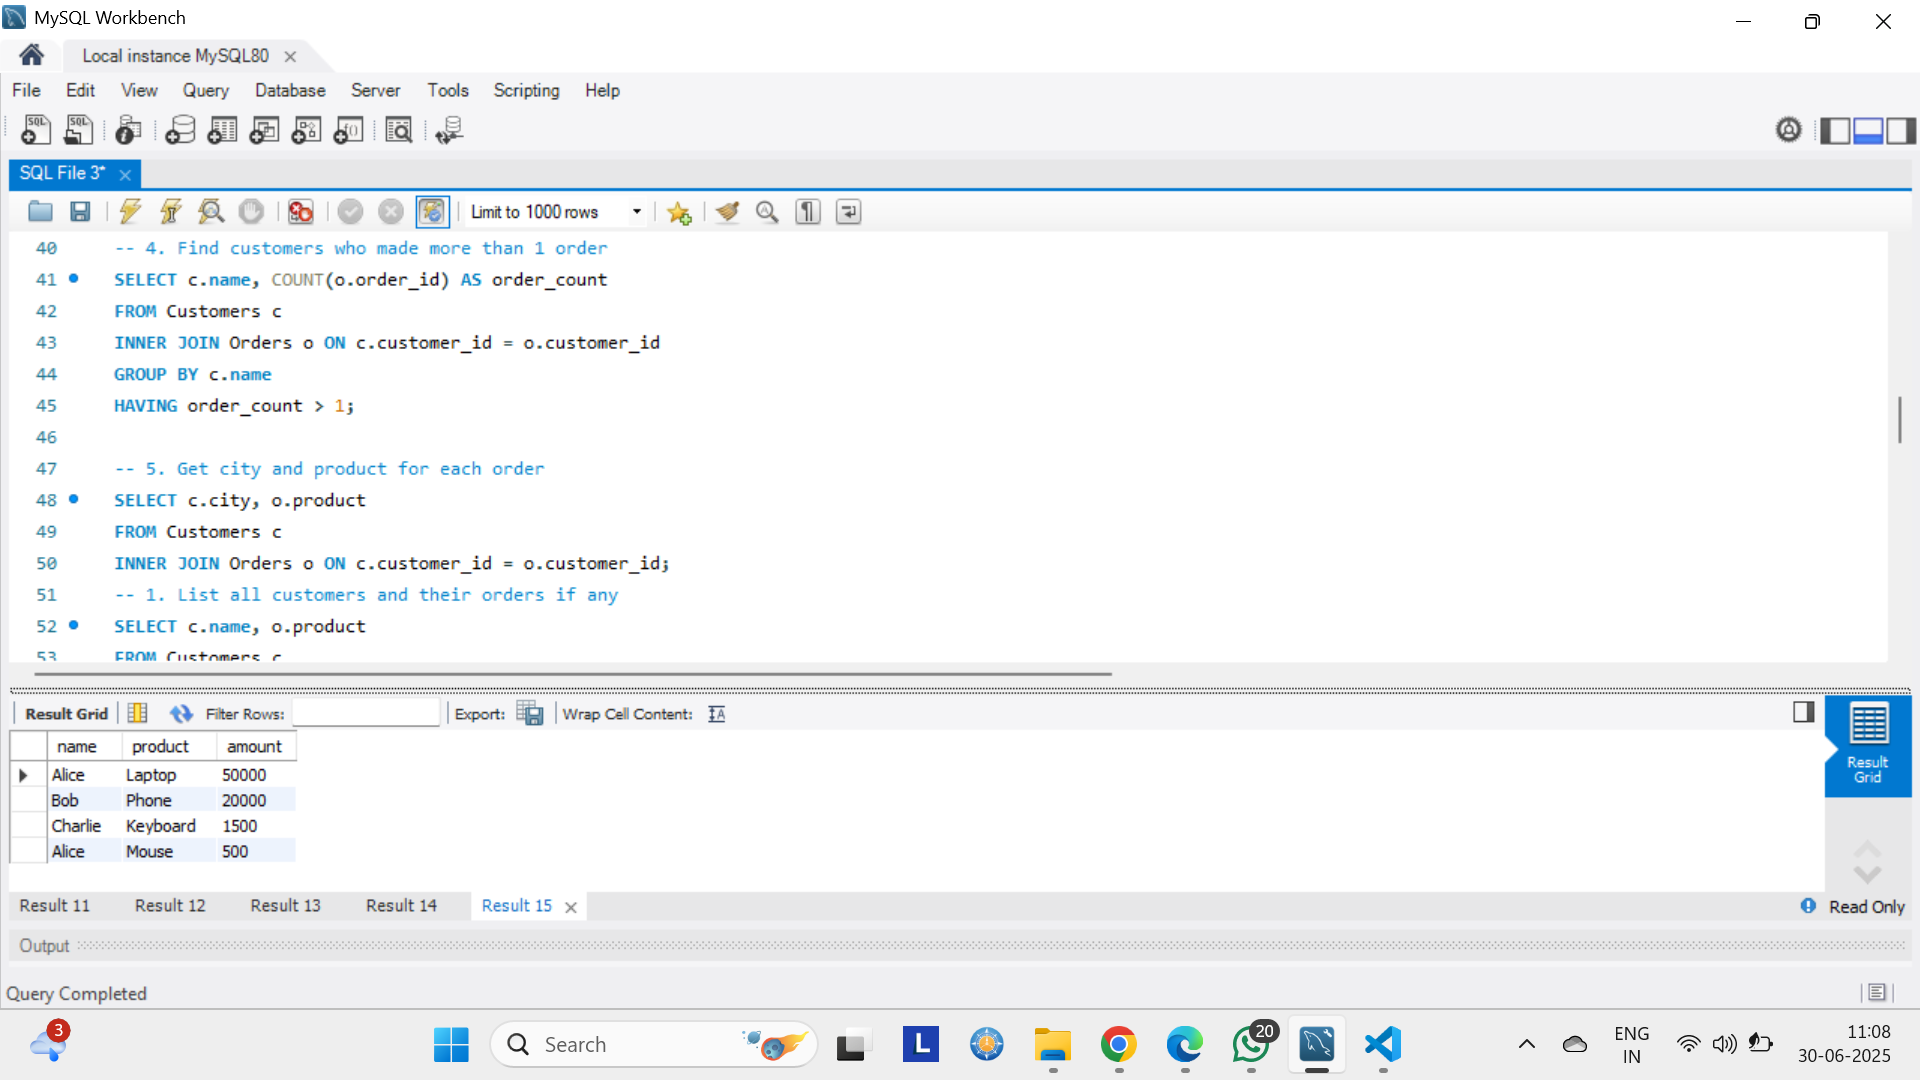 MySQL Workbench
Local instance MySQL80
File Edit View Query Database Server Tools Scripting Help
SQL SQL
SQL File 3*
Limit to 1000 rows
40 -- 4. Find customers who made more than 1 order
41 SELECT c.name, COUNT(o.order_id) AS order_count
42 FROM Customers c
43 INNER JOIN Orders o ON c.customer_id = o.customer_id
44 GROUP BY c.name
45 HAVING order_count > 1;
46
47 -- 5. Get city and product for each order
48 SELECT c.city, o.product
49 FROM Customers c
50 INNER JOIN Orders o ON c.customer_id = o.customer_id;
51 -- 1. List all customers and their orders if any
52 SELECT c.name, o.product
53 FROM Customers c
Result Grid Filter Rows: Export: Wrap Cell Content:
name product amount
Alice Laptop 50000
Bob Phone 20000
Charlie Keyboard 1500
Alice Mouse 500
Result
Grid
Result 11 Result 12 Result 13 Result 14 Result 15
Read Only
Output
Query Completed
3
Search
L
20
ENG
IN
11:08
30-06-2025